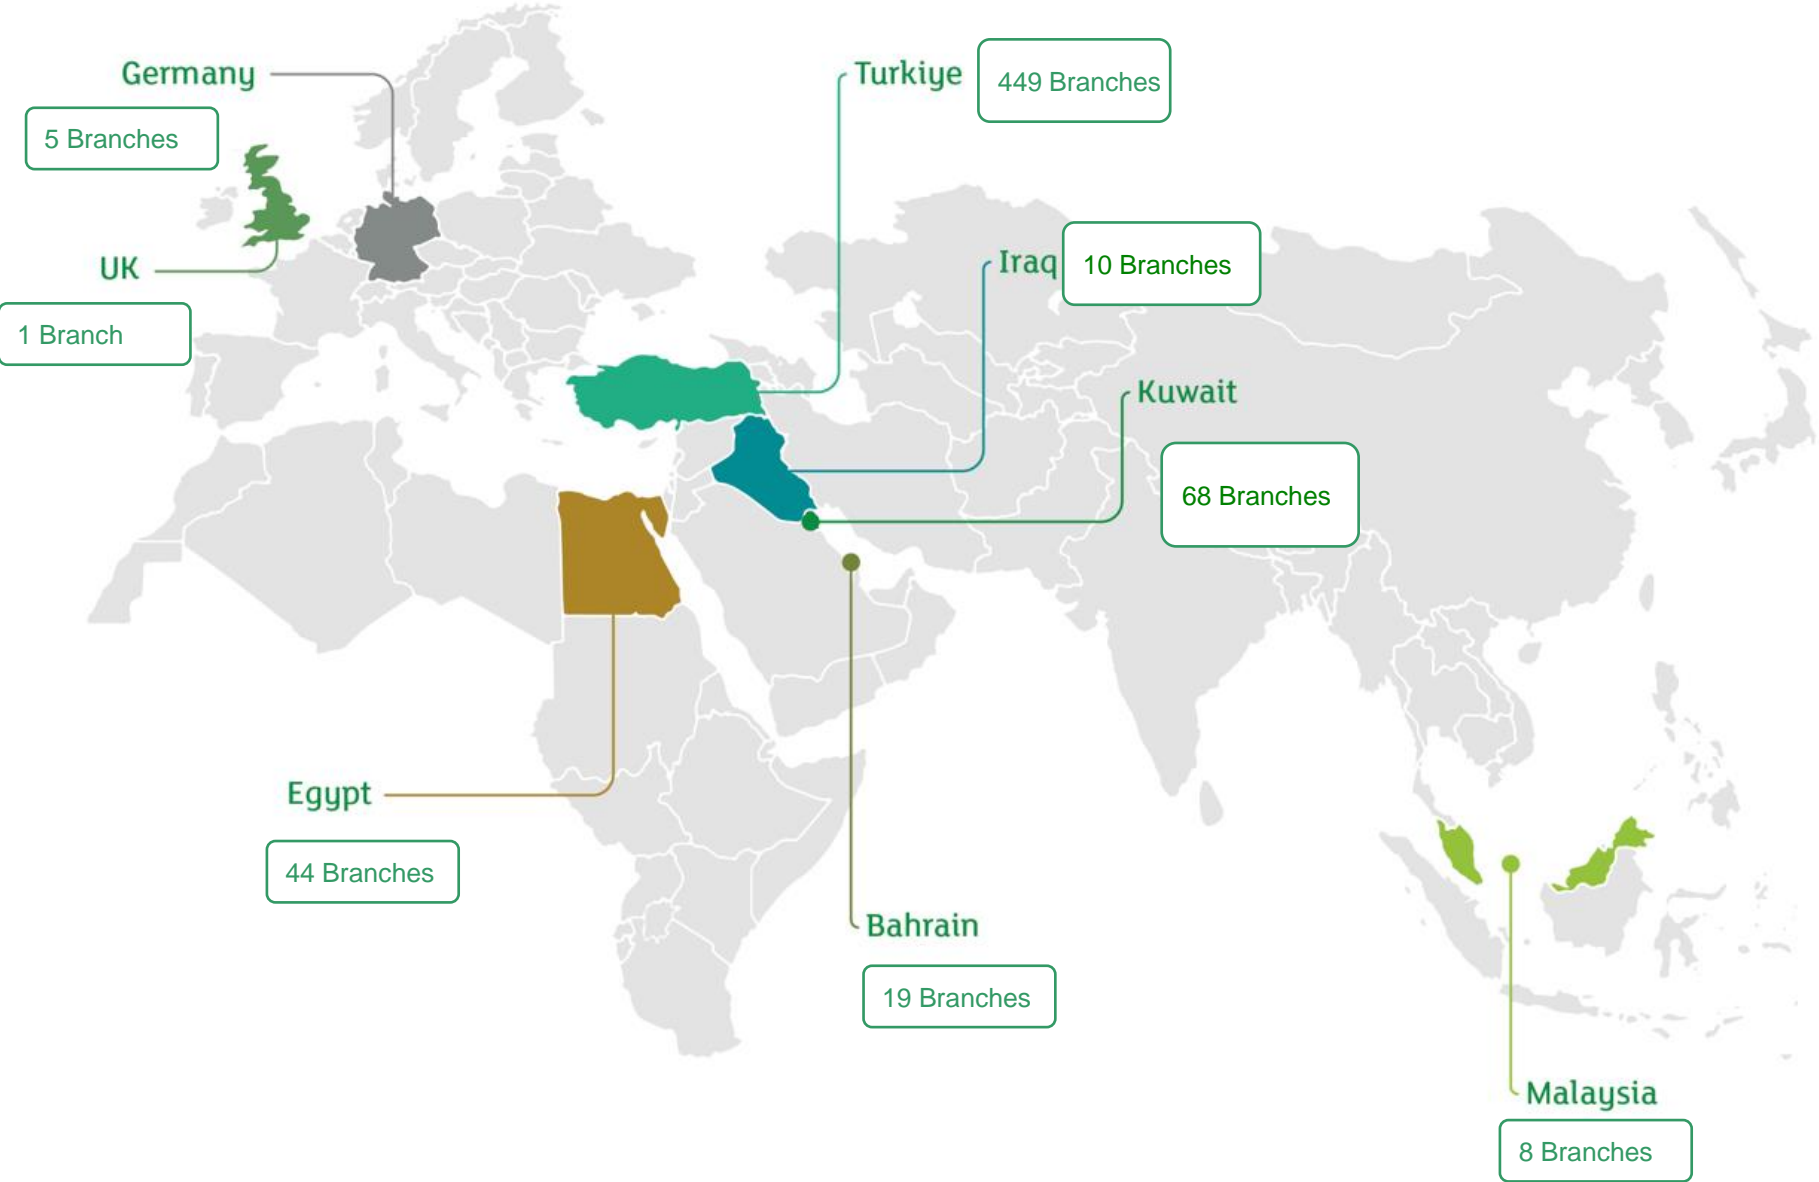 Germany
5 Branches
UK
1 Branch
Turkiye
449 Branches
Iraq
10 Branches
Kuwait
68 Branches
Egypt
44 Branches
Bahrain
19 Branches
Malaysia
8 Branches